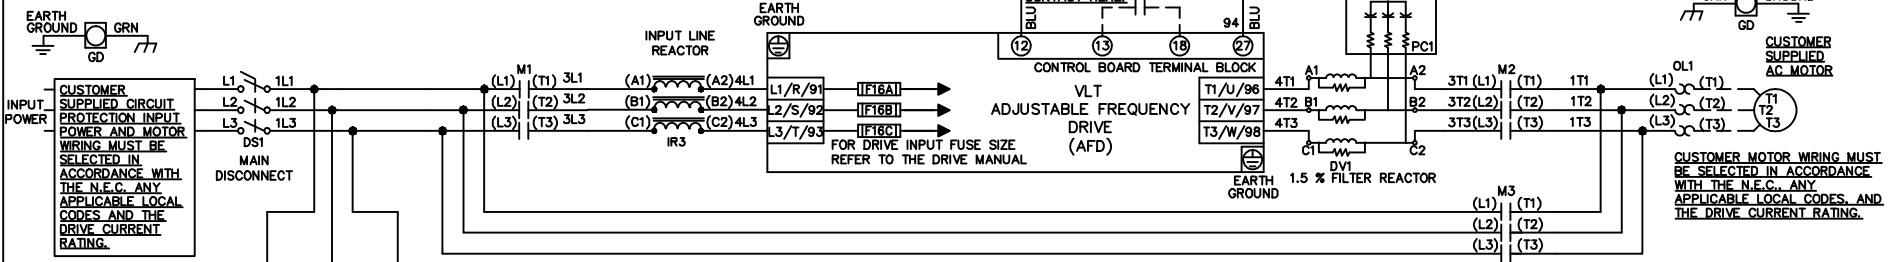 EARTH
GROUND
GRN
GD
INPUT
POWER
CUSTOMER
SUPPLIED CIRCUIT
PROTECTION INPUT
POWER AND MOTOR
WIRING MUST BE
SELECTED IN
ACCORDANCE WITH
THE N.E.C. ANY
APPLICABLE LOCAL
CODES AND THE
DRIVE CURRENT
RATING.
L1 1L1
L2 1L2
L3 1L3
DS1
MAIN
DISCONNECT
M1
(L1) (T1) 3L1
(L2) (T2) 3L2
(L3) (T3) 3L3
INPUT LINE
REACTOR
(A1) (A2) 4L1
(B1) (B2) 4L2
(C1) (C2) 4L3
IR3
EARTH
GROUND
L1/R/91
L2/S/92
L3/T/93
F16A
F16B
F16C
FOR DRIVE INPUT FUSE SIZE
REFER TO THE DRIVE MANUAL
BLU
94
BLU
12
13
18
27
CONTROL BOARD TERMINAL BLOCK
VLT
ADJUSTABLE FREQUENCY
DRIVE
(AFD)
T1/U/96
T2/V/97
T3/W/98
EARTH
GROUND
4T1
4T2
4T3
A1
B1
C1
A2
B2
C2
PC1
DV1
1.5 % FILTER REACTOR
M2
3T1 (L1) (T1) 1T1
3T2 (L2) (T2) 1T2
3T3 (L3) (T3) 1T3
M3
(L1) (T1)
(L2) (T2)
(L3) (T3)
GD
CUSTOMER
SUPPLIED
AC MOTOR
OL1
(L1) (T1)
(L2) (T2)
(L3) (T3)
T1
T2
T3
CUSTOMER MOTOR WIRING MUST
BE SELECTED IN ACCORDANCE
WITH THE N.E.C., ANY
APPLICABLE LOCAL CODES, AND
THE DRIVE CURRENT RATING.